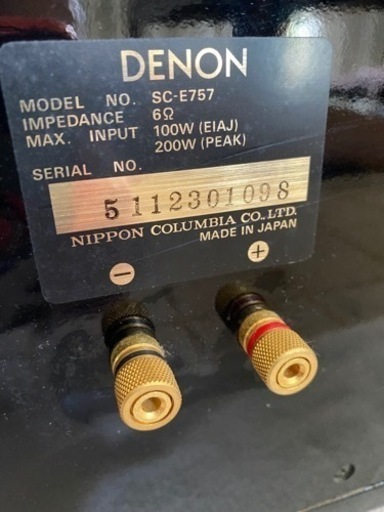 DENON
MODEL NO. SC-E757
IMPEDANCE 6Ω
MAX. INPUT 100W (EIAJ)
200W (PEAK)
SERIAL NO.
5112301098
NIPPON COLUMBIA CO., LTD.
MADE IN JAPAN
− +